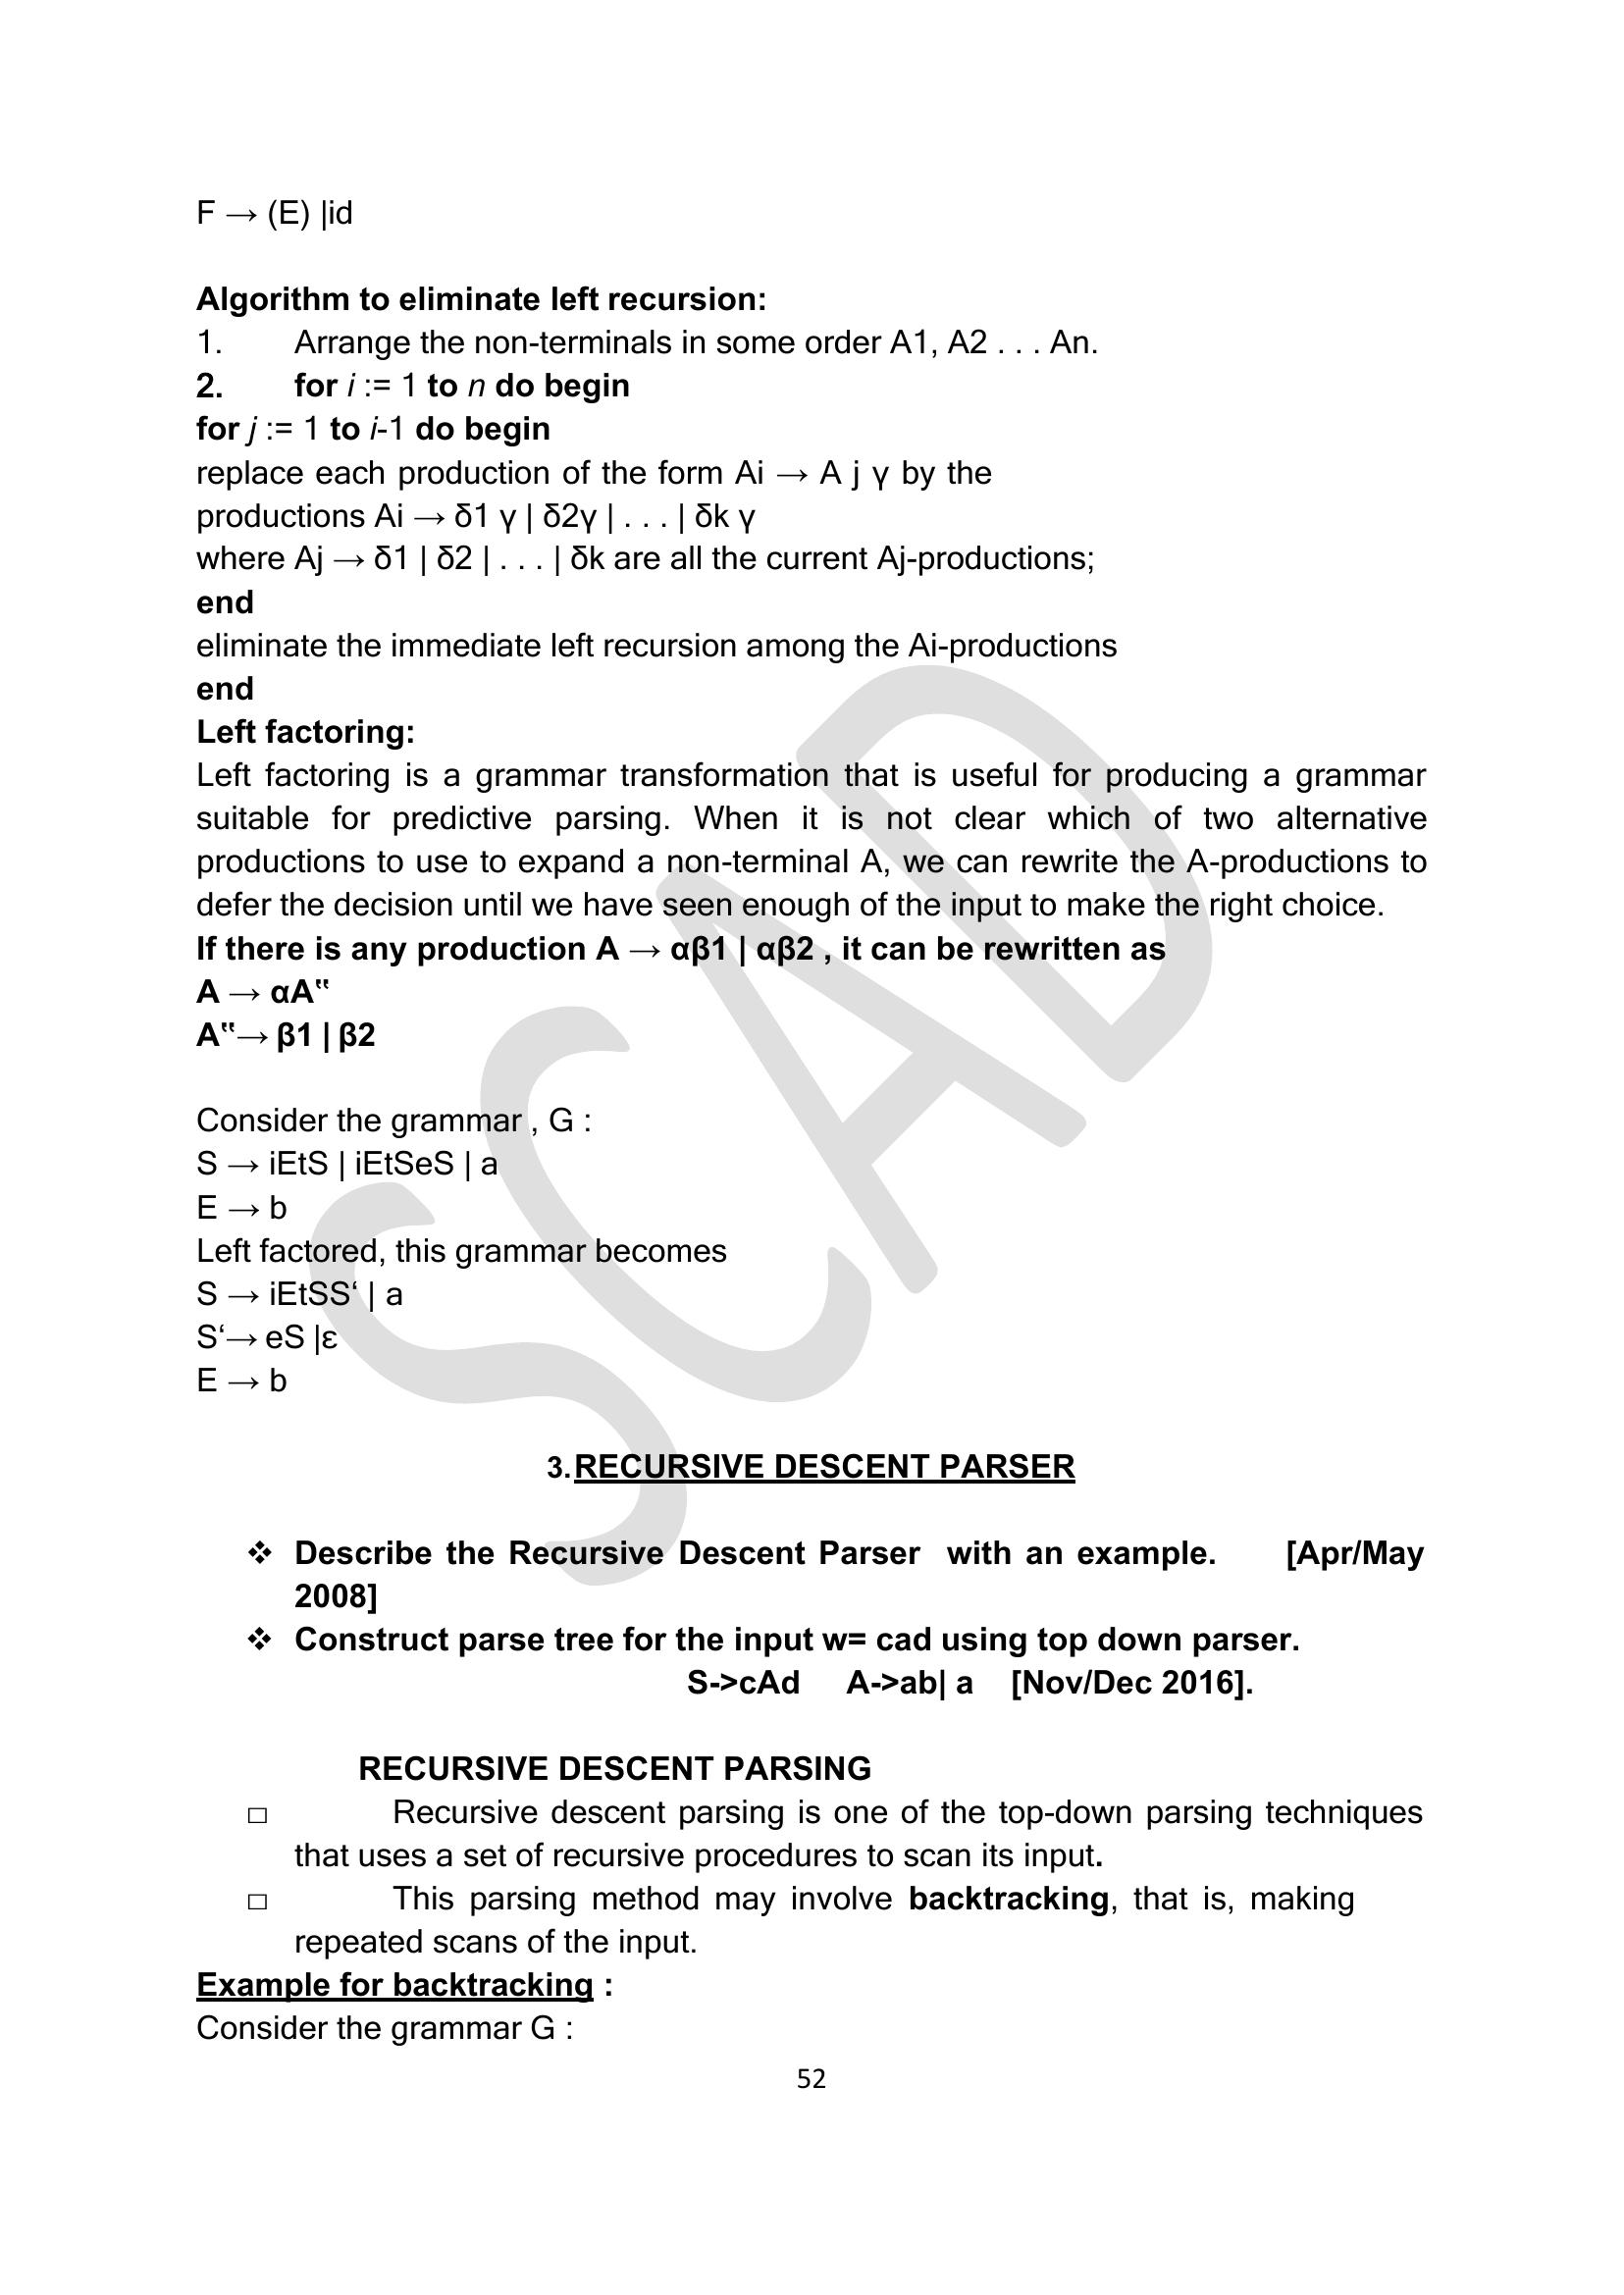 F → (E) |id
Algorithm to eliminate left recursion:
1. Arrange the non-terminals in some order A1, A2 . . . An.
2. for i := 1 to n do begin
for j := 1 to i-1 do begin
replace each production of the form Ai → A j γ by the
productions Ai → δ1 γ | δ2γ | . . . | δk γ
where Aj → δ1 | δ2 | . . . | δk are all the current Aj-productions;
end
eliminate the immediate left recursion among the Ai-productions
end
Left factoring:
Left factoring is a grammar transformation that is useful for producing a grammar
suitable for predictive parsing. When it is not clear which of two alternative
productions to use to expand a non-terminal A, we can rewrite the A-productions to
defer the decision until we have seen enough of the input to make the right choice.
If there is any production A → αβ1 | αβ2 , it can be rewritten as
A → αA‟
A‟→ β1 | β2
Consider the grammar , G :
S → iEtS | iEtSeS | a
E → b
Left factored, this grammar becomes
S → iEtSS‘ | a
S‘→ eS |ε
E → b
3.RECURSIVE DESCENT PARSER
❖ Describe the Recursive Descent Parser with an example. [Apr/May
2008]
❖ Construct parse tree for the input w= cad using top down parser.
S->cAd A->ab| a [Nov/Dec 2016].
RECURSIVE DESCENT PARSING
□ Recursive descent parsing is one of the top-down parsing techniques
that uses a set of recursive procedures to scan its input.
□ This parsing method may involve backtracking, that is, making
repeated scans of the input.
Example for backtracking :
Consider the grammar G :
52
SCAD